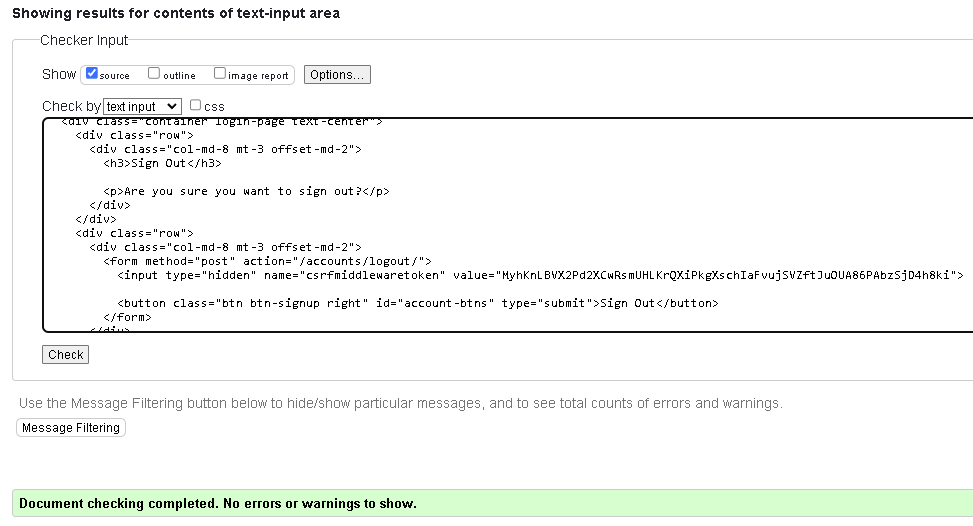 Showing results for contents of text-input area
Checker Input
Show source outline image report Options...
Check by text input css
<div class="container login-page text-center">
<div class="row">
<div class="col-md-8 mt-3 offset-md-2">
<h3>Sign Out</h3>
<p>Are you sure you want to sign out?</p>
</div>
</div>
<div class="row">
<div class="col-md-8 mt-3 offset-md-2">
<form method="post" action="/accounts/logout/">
<input type="hidden" name="csrfmiddlewaretoken" value="MyhKnLBVX2Pd2XCwRsmUHLKrQXiPkgXschIaFvujSVZftJuOUA86PAbzSjD4h8ki">
<button class="btn btn-signup right" id="account-btns" type="submit">Sign Out</button>
</form>
</div>
Check
Use the Message Filtering button below to hide/show particular messages, and to see total counts of errors and warnings.
Message Filtering
Document checking completed. No errors or warnings to show.